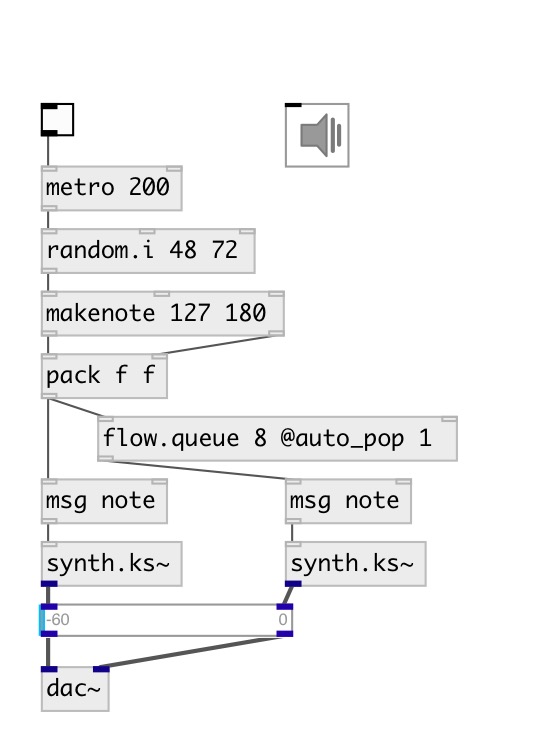 metro 200
random.i 48 72
makenote 127 180
pack f f
flow.queue 8 @auto_pop 1
msg note
msg note
synth.ks~
synth.ks~
-60
0
dac~